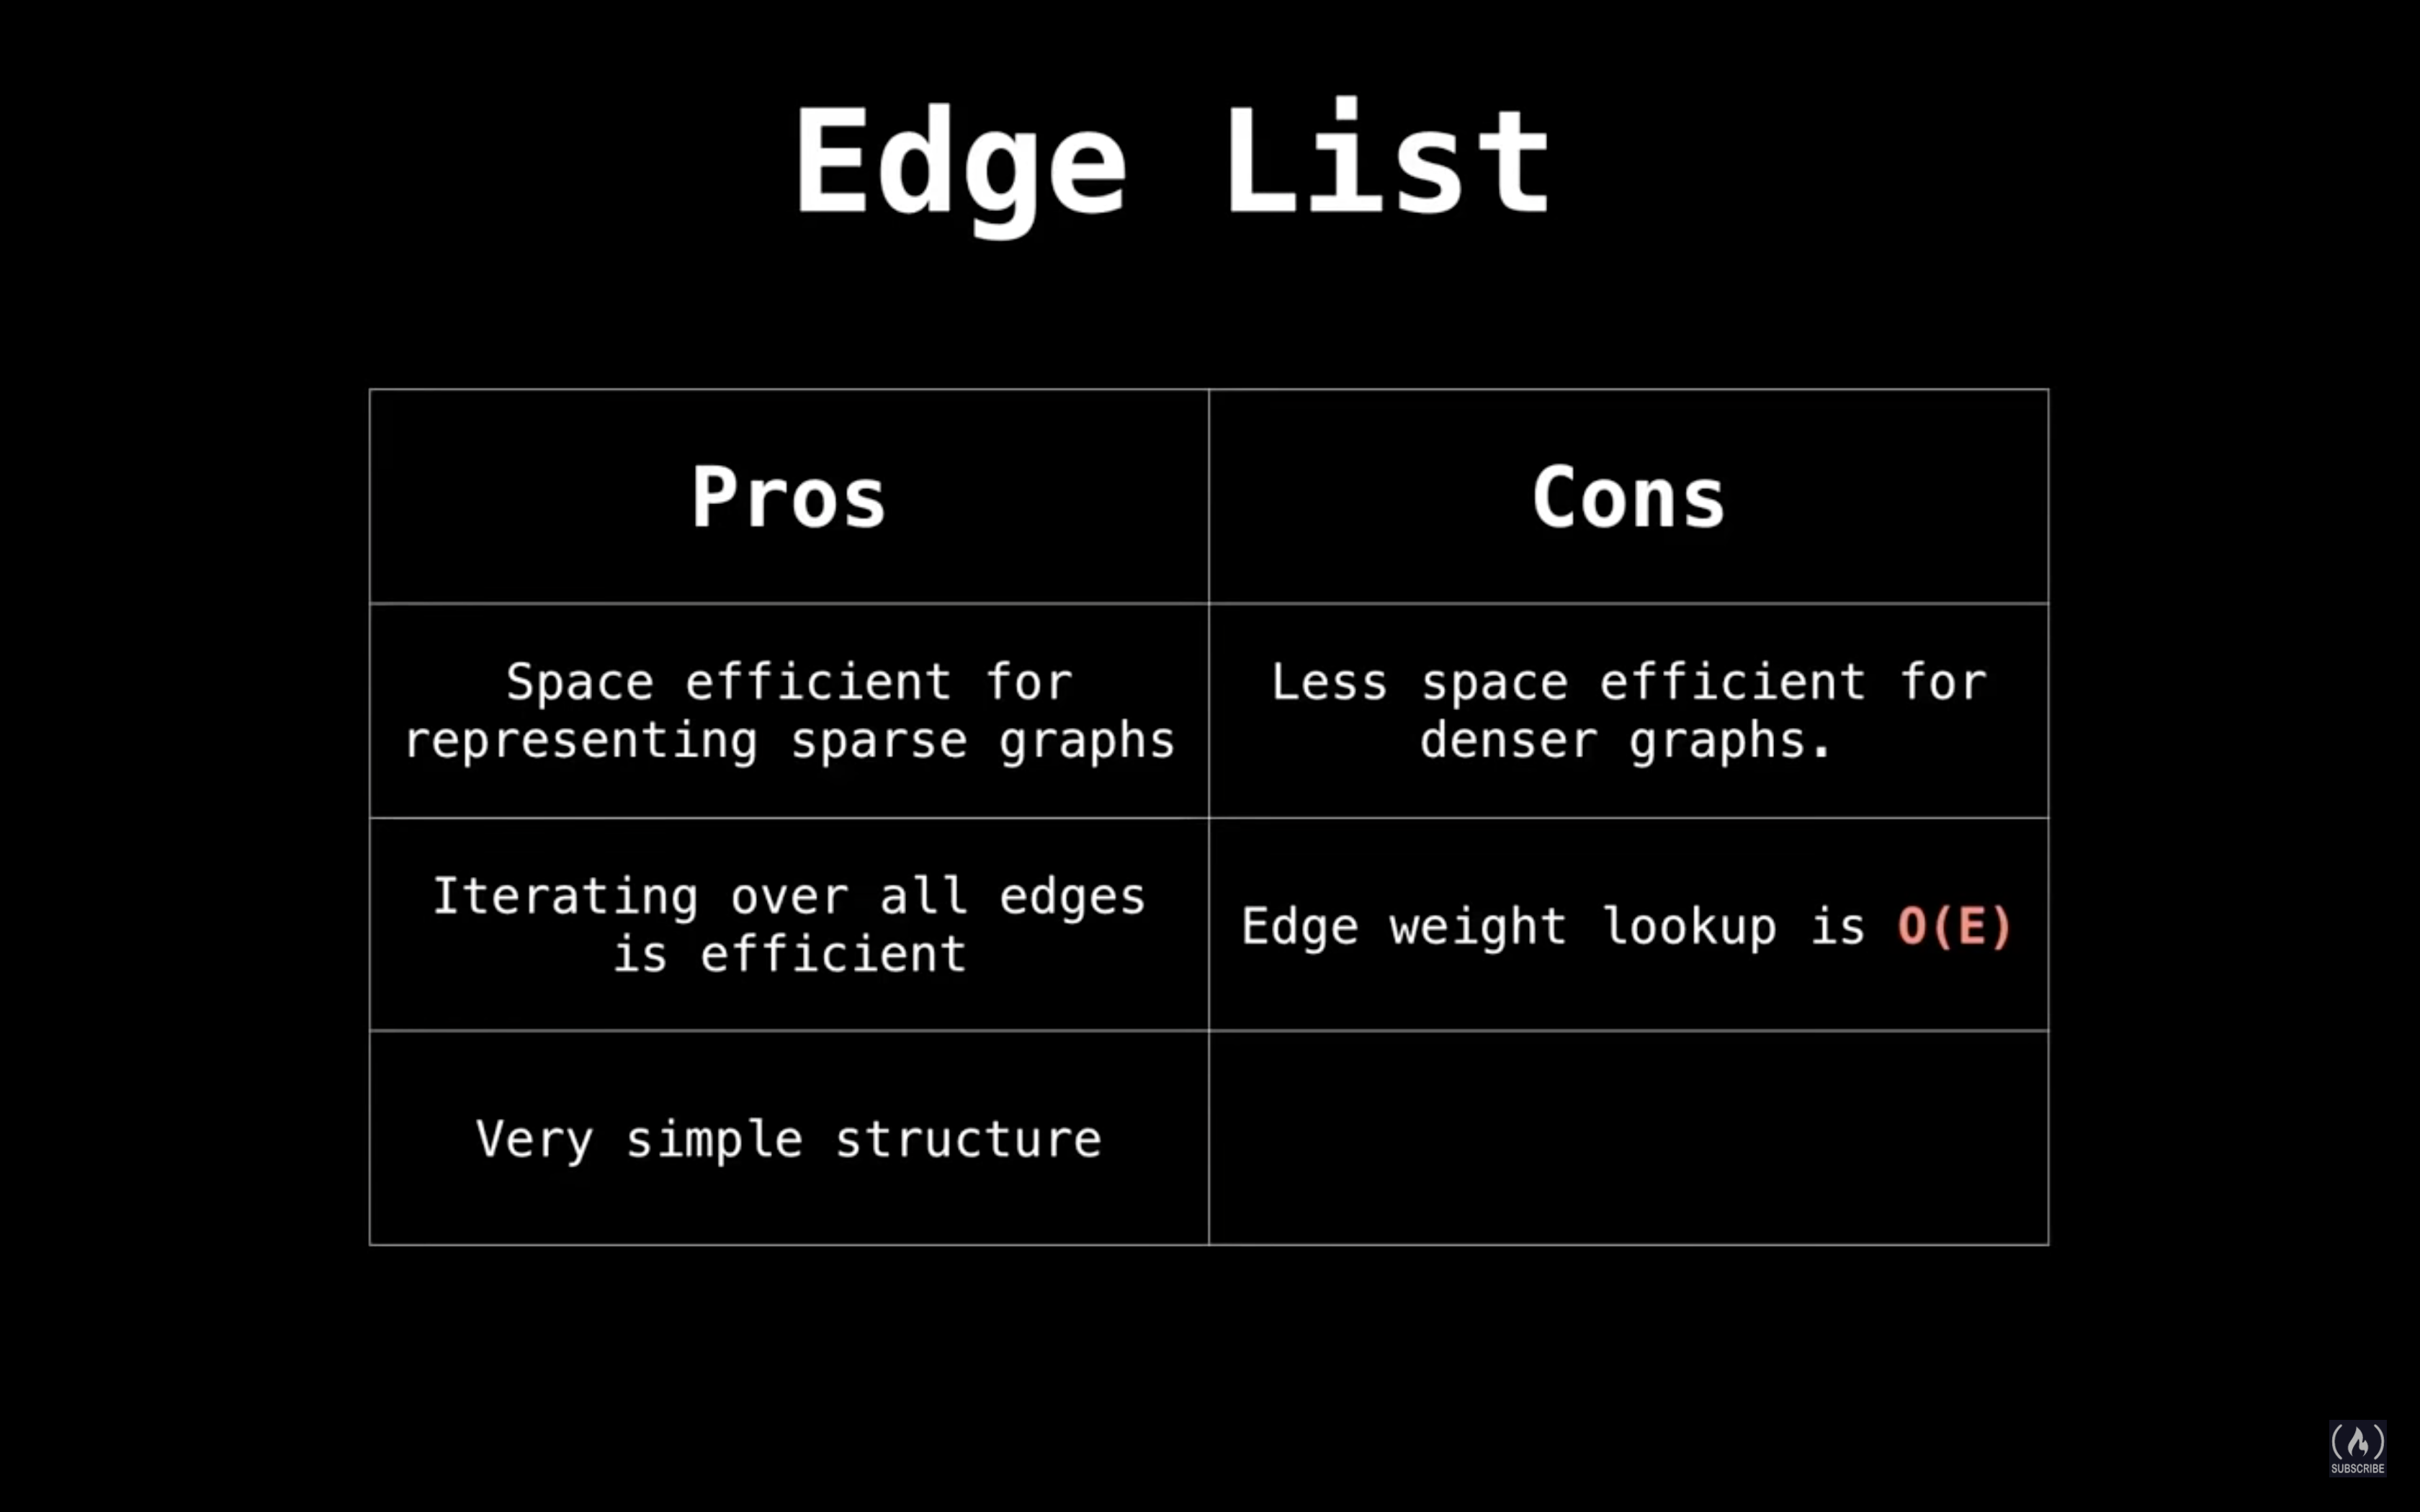 Edge List
Pros
Cons
Space efficient for
representing sparse graphs
Less space efficient for
denser graphs.
Iterating over all edges
is efficient
Edge weight lookup is O(E)
Very simple structure
SUBSCRIBE